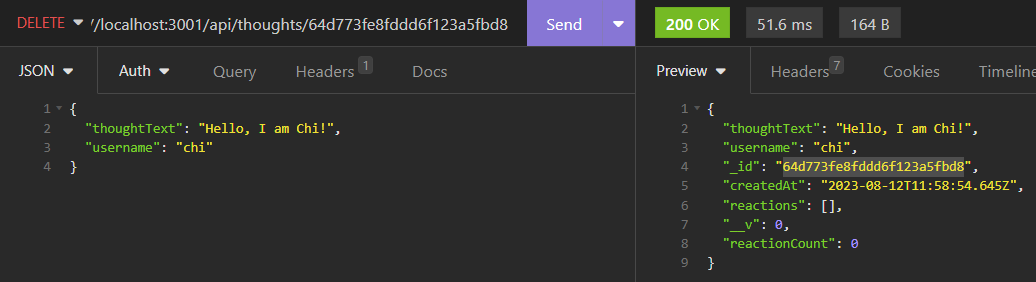 DELETE //localhost:3001/api/thoughts/64d773fe8fddd6f123a5fbd8 Send 200 OK 51.6 ms 164 B
JSON Auth Query Headers 1 Docs
1 {
2 "thoughtText": "Hello, I am Chi!",
3 "username": "chi"
4 }
Preview Headers 7 Cookies Timeline
1 {
2 "thoughtText": "Hello, I am Chi!",
3 "username": "chi",
4 "_id": "64d773fe8fddd6f123a5fbd8",
5 "createdAt": "2023-08-12T11:58:54.645Z",
6 "reactions": [],
7 "__v": 0,
8 "reactionCount": 0
9 }